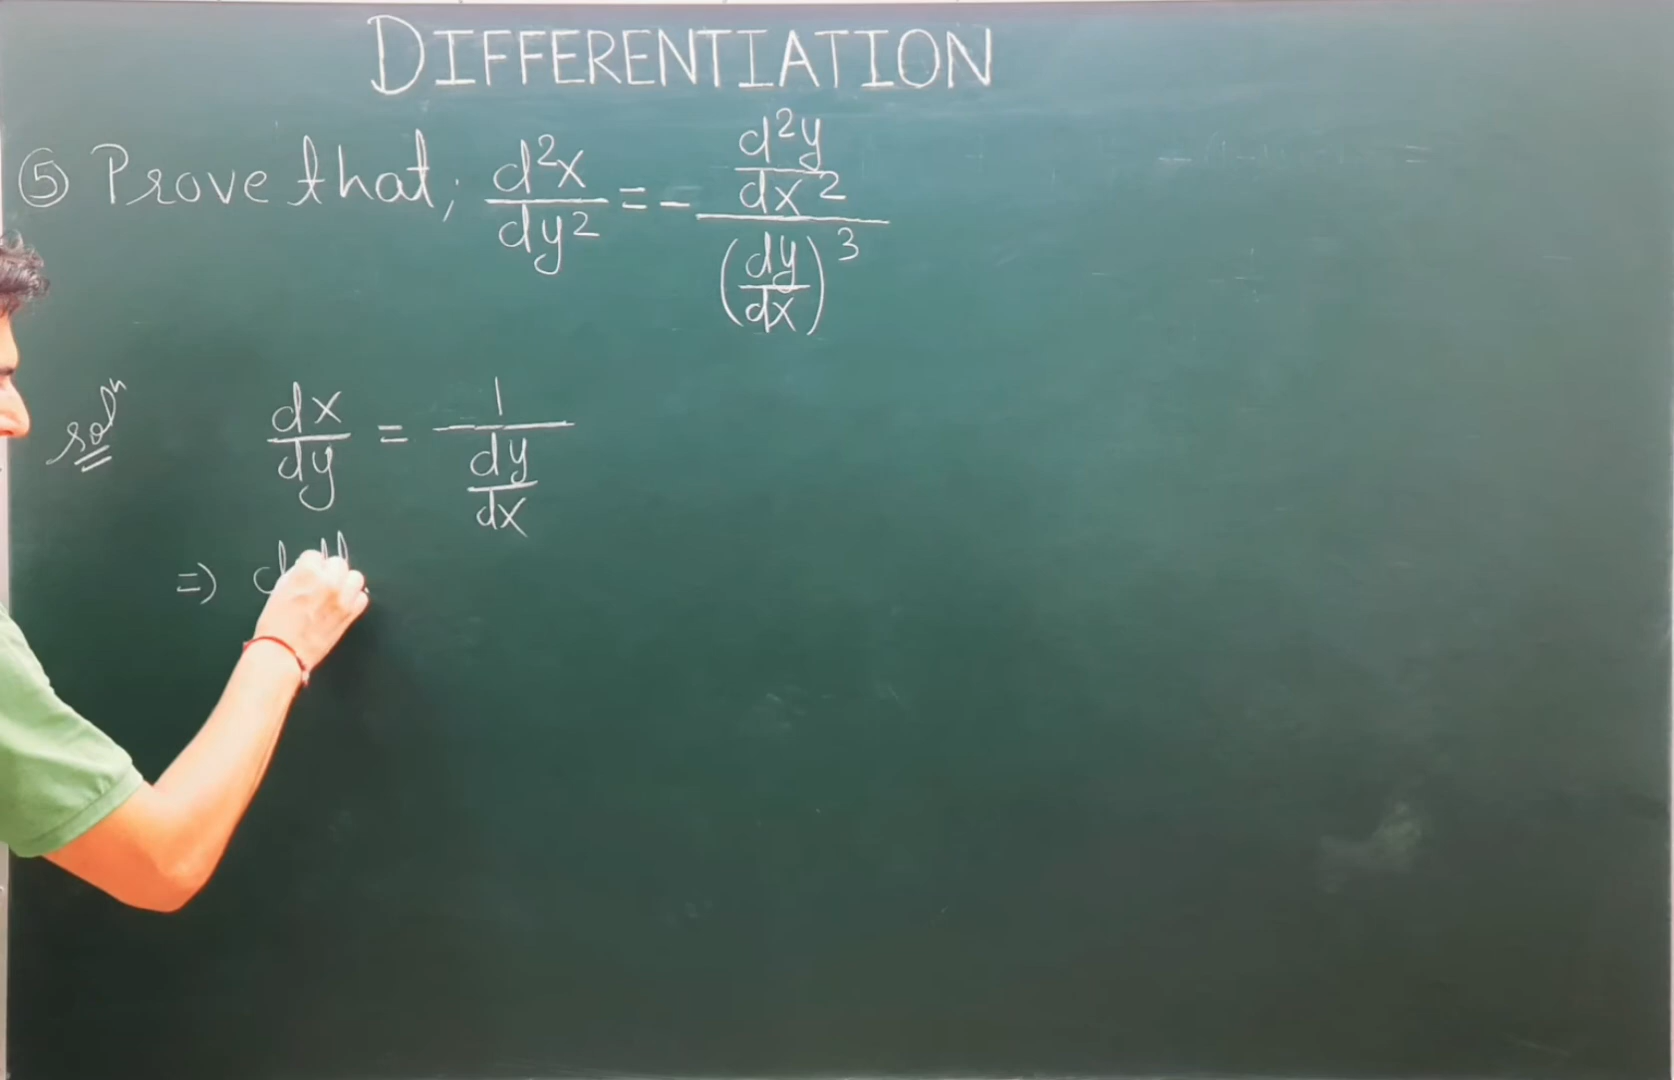 DIFFERENTIATION
⑤ Prove that; d²x/dy² = - (d²y/dx²)/(dy/dx)³
solⁿ dx/dy = 1/(dy/dx)
=) d